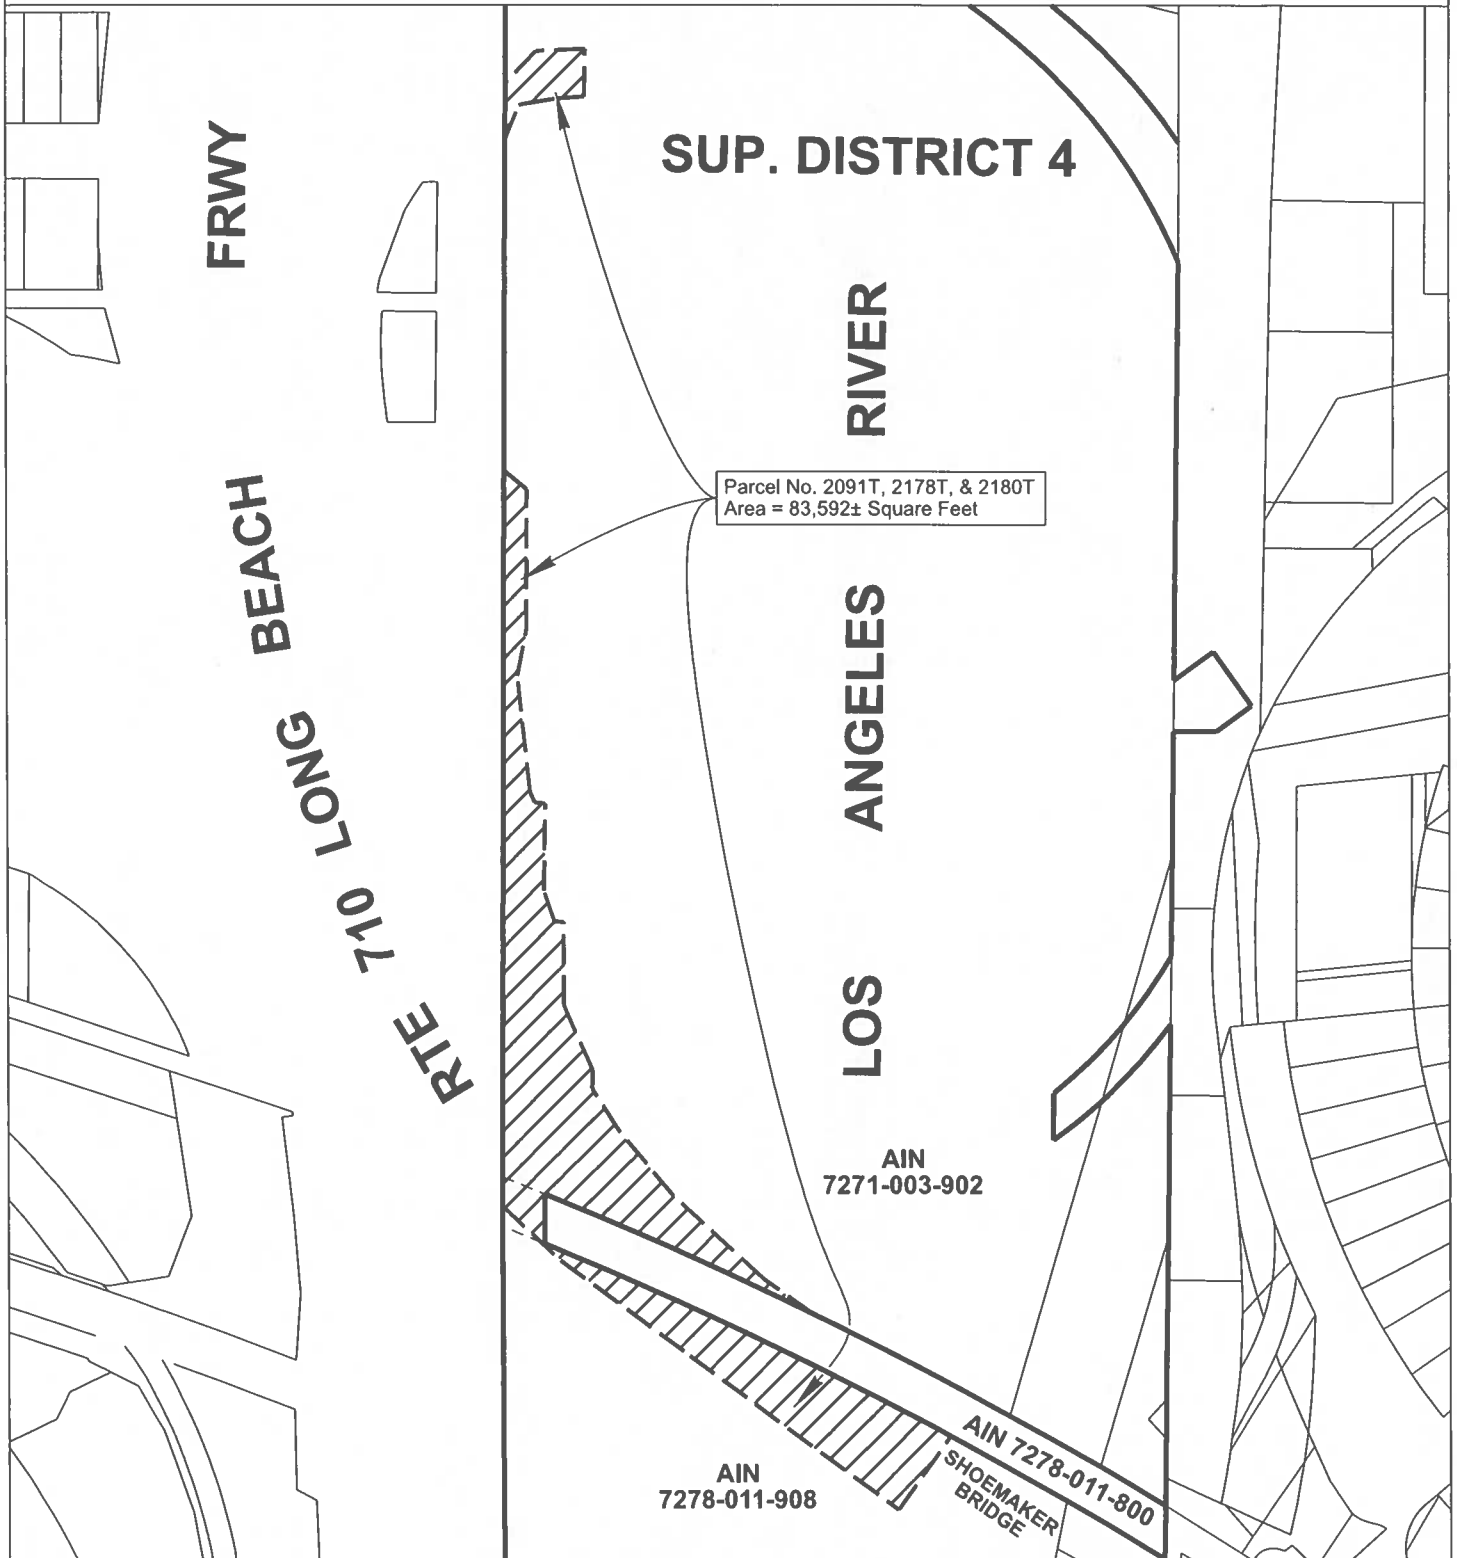 SUP. DISTRICT 4
RTE 710 LONG BEACH FRWY
LOS ANGELES RIVER
Parcel No. 2091T, 2178T, & 2180T
Area = 83,592± Square Feet
AIN
7271-003-902
AIN 7278-011-800
SHOEMAKER
BRIDGE
AIN
7278-011-908